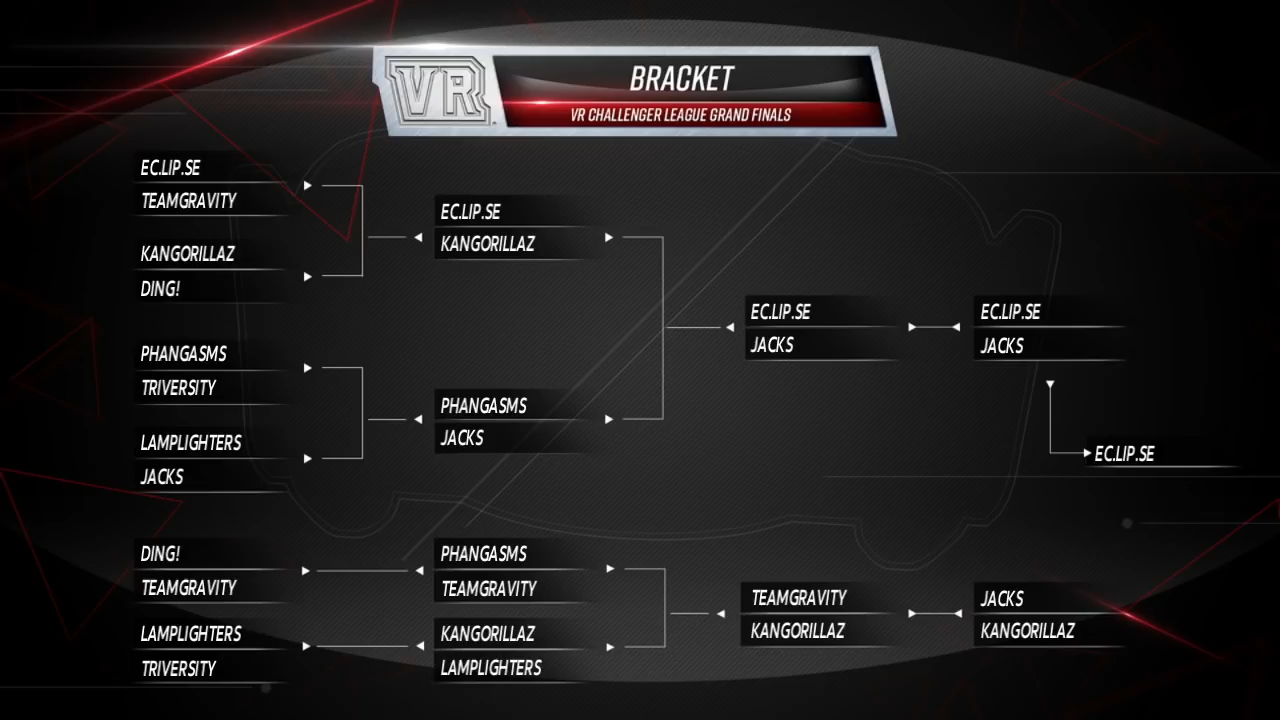 VR
BRACKET
VR CHALLENGER LEAGUE GRAND FINALS
EC.LIP.SE
TEAMGRAVITY
KANGORILLAZ
DING!
PHANGASMS
TRIVERSITY
LAMPLIGHTERS
JACKS
EC.LIP.SE
KANGORILLAZ
PHANGASMS
JACKS
EC.LIP.SE
JACKS
EC.LIP.SE
JACKS
EC.LIP.SE
DING!
TEAMGRAVITY
LAMPLIGHTERS
TRIVERSITY
PHANGASMS
TEAMGRAVITY
KANGORILLAZ
LAMPLIGHTERS
TEAMGRAVITY
KANGORILLAZ
JACKS
KANGORILLAZ